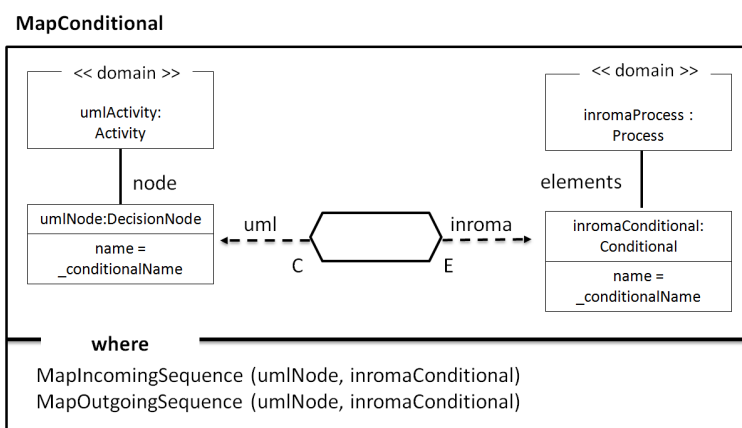 MapConditional
<< domain >>
umlActivity:
Activity
node
umlNode:DecisionNode
name =
_conditionalName
uml
C
inroma
E
<< domain >>
inromaProcess :
Process
elements
inromaConditional:
Conditional
name =
_conditionalName
where
MapIncomingSequence (umlNode, inromaConditional)
MapOutgoingSequence (umlNode, inromaConditional)